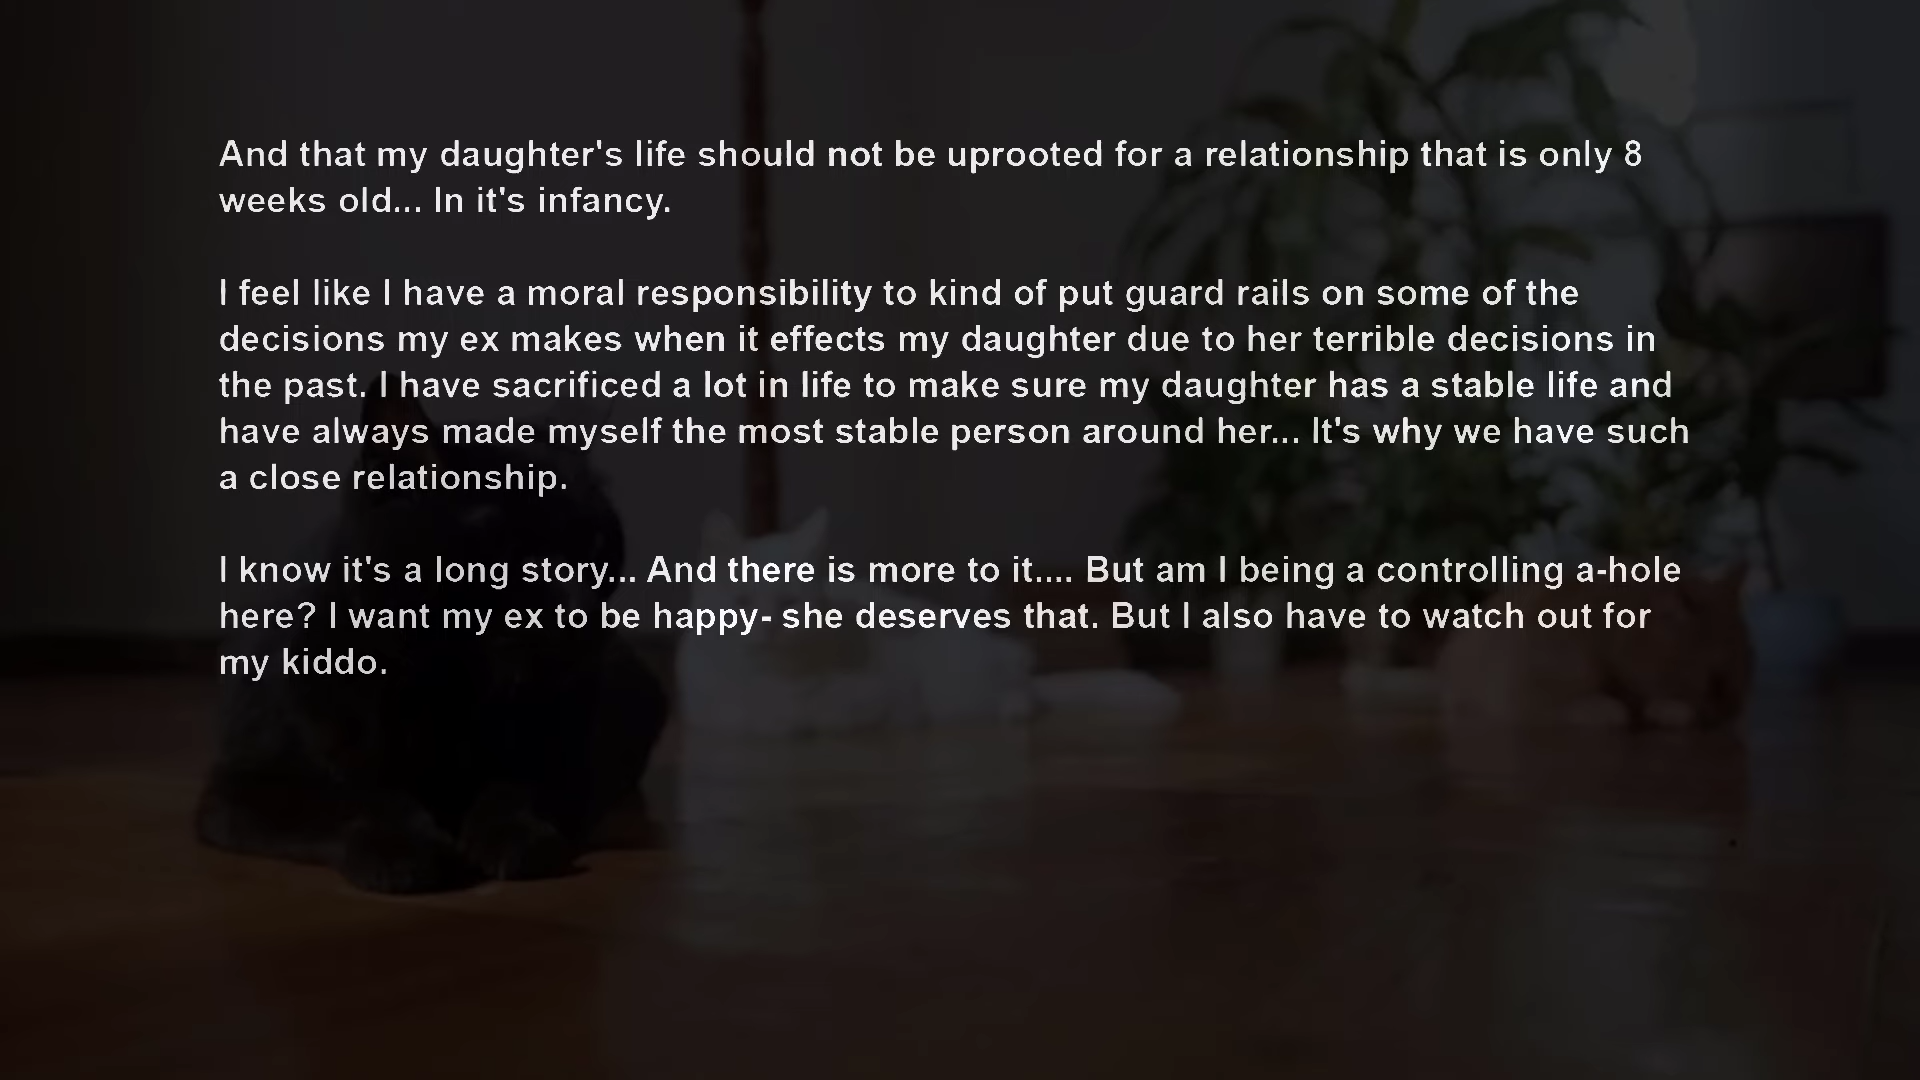 And that my daughter's life should not be uprooted for a relationship that is only 8
weeks old... In it's infancy.
I feel like I have a moral responsibility to kind of put guard rails on some of the
decisions my ex makes when it effects my daughter due to her terrible decisions in
the past. I have sacrificed a lot in life to make sure my daughter has a stable life and
have always made myself the most stable person around her... It's why we have such
a close relationship.
I know it's a long story... And there is more to it.... But am I being a controlling a-hole
here? I want my ex to be happy- she deserves that. But I also have to watch out for
my kiddo.